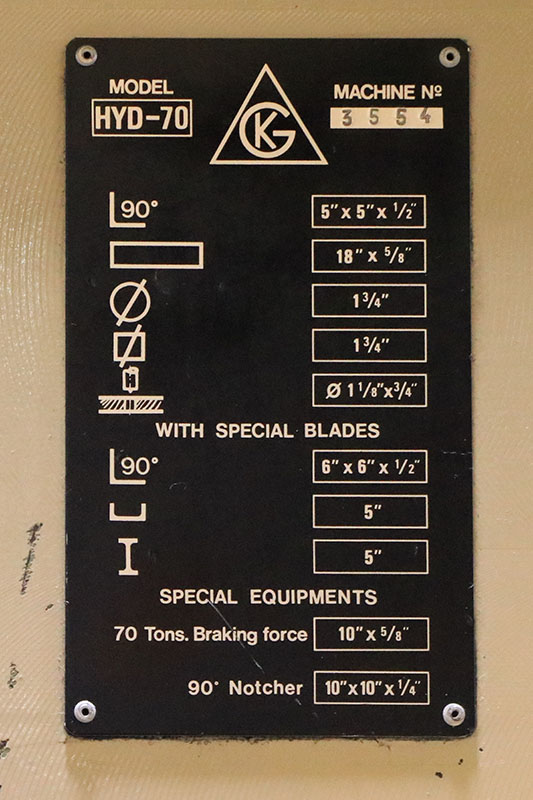 MODEL
HYD-70
KG
MACHINE Nº
3554
90° 5" x 5" x 1/2"
18" x 5/8"
1 3/4"
1 3/4"
Ø 1 1/8"x3/4"
WITH SPECIAL BLADES
90° 6" x 6" x 1/2"
5"
5"
SPECIAL EQUIPMENTS
70 Tons. Braking force 10" x 5/8"
90° Notcher 10"x10" x 1/4"